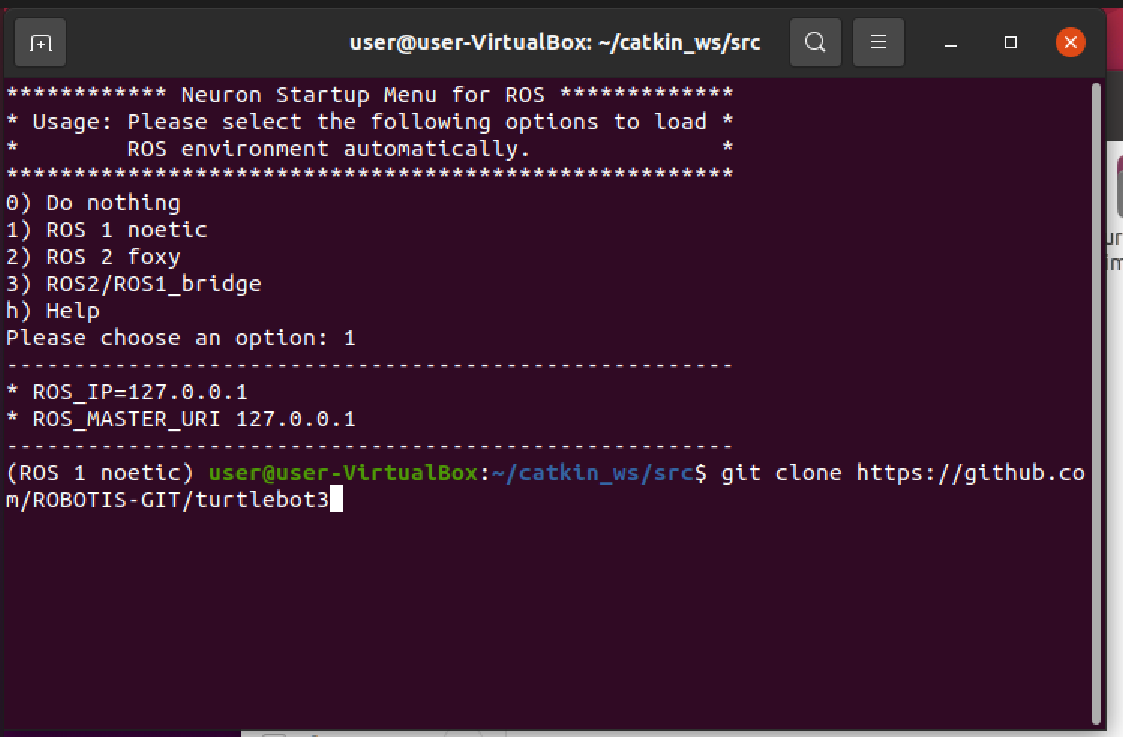 user@user-VirtualBox: ~/catkin_ws/src
************ Neuron Startup Menu for ROS *************
* Usage: Please select the following options to load *
*        ROS environment automatically.              *
******************************************************
0) Do nothing
1) ROS 1 noetic
2) ROS 2 foxy
3) ROS2/ROS1_bridge
h) Help
Please choose an option: 1
------------------------------------------------------
* ROS_IP=127.0.0.1
* ROS_MASTER_URI 127.0.0.1
------------------------------------------------------
(ROS 1 noetic) user@user-VirtualBox:~/catkin_ws/src$ git clone https://github.co
m/ROBOTIS-GIT/turtlebot3